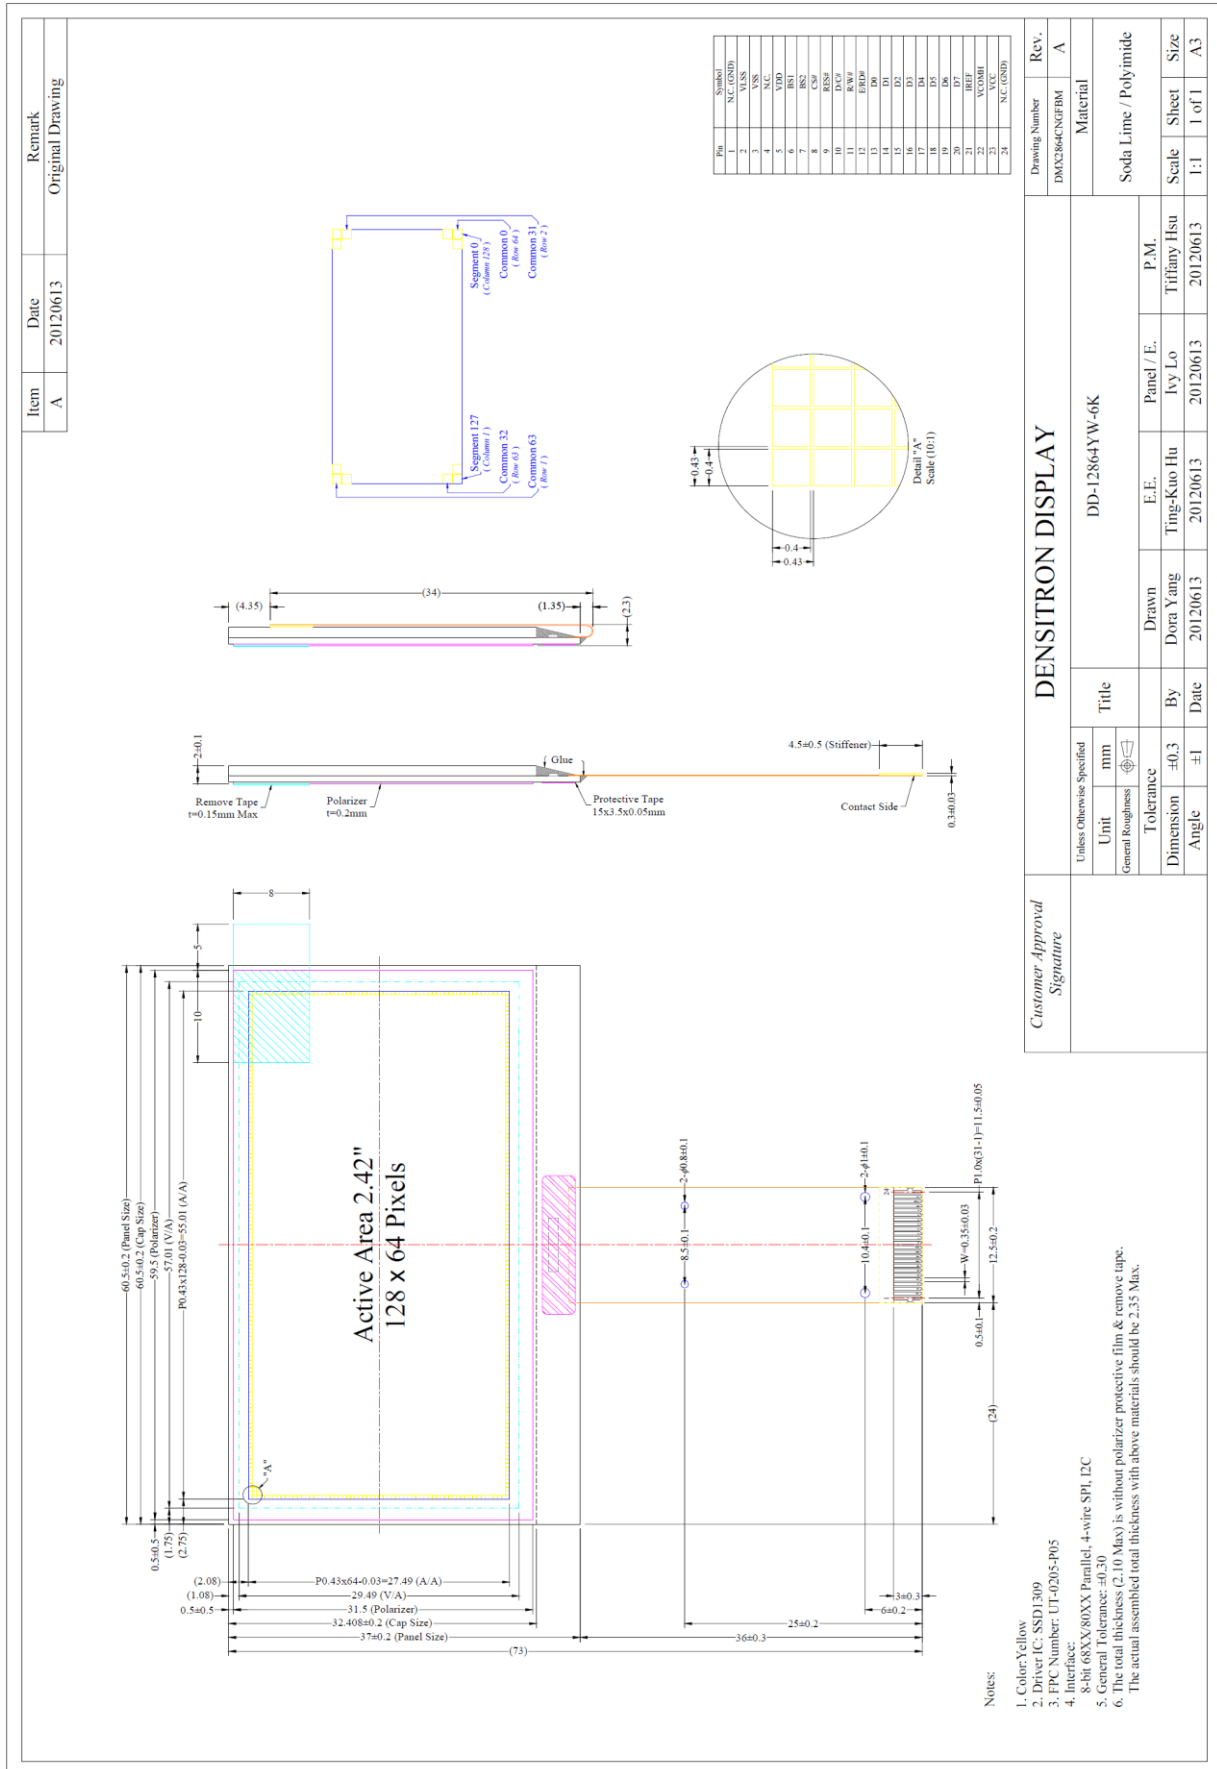 Item Date Remark
A 20120613 Original Drawing
60.5±0.2 (Panel Size)
60.5±0.2 (Cap Size)
59.5 (Polarizer)
57.01 (V/A)
P0.43x128-0.03=55.01 (A/A)
0.5±0.5
(1.75)
(2.75)
10
5
8
(2.08)
(1.08)
0.5±0.5
P0.43x64-0.03=27.49 (A/A)
29.49 (V/A)
31.5 (Polarizer)
32.408±0.2 (Cap Size)
37±0.2 (Panel Size)
(73)
"A"
Active Area 2.42"
128 x 64 Pixels
36±0.3
25±0.2
6±0.2
3±0.3
8.5±0.1
2-ϕ0.8±0.1
10.4±0.1
2-ϕ1±0.1
1
24
W=0.35±0.03
P1.0x(31-1)=11.5±0.05
0.5±0.1
12.5±0.2
(24)
2±0.1
Remove Tape
t=0.15mm Max
Polarizer
t=0.2mm
Glue
Protective Tape
15x3.5x0.05mm
4.5±0.5 (Stiffener)
Contact Side
0.3±0.03
(4.35)
(34)
(1.35)
(2.3)
Segment 127
( Column 1 )
Common 32
( Row 63 )
Common 63
( Row 1 )
Segment 0
( Column 128 )
Common 0
( Row 64 )
Common 31
( Row 2 )
0.43
0.4
0.4
0.43
Detail "A"
Scale (10:1)
Pin Symbol
1 N.C. (GND)
2 VLSS
3 VSS
4 N.C.
5 VDD
6 BS1
7 BS2
8 CS#
9 RES#
10 D/C#
11 R/W#
12 E/RD#
13 D0
14 D1
15 D2
16 D3
17 D4
18 D5
19 D6
20 D7
21 IREF
22 VCOMH
23 VCC
24 N.C. (GND)
Notes:
1. Color:Yellow
2. Driver IC: SSD1309
3. FPC Number: UT-0205-P05
4. Interface:
8-bit 68XX/80XX Parallel, 4-wire SPI, I2C
5. General Tolerance: ±0.30
6. The total thickness (2.10 Max) is without polarizer protective film & remove tape.
The actual assembled total thickness with above materials should be 2.35 Max.
Customer Approval
Signature
DENSITRON DISPLAY
Drawing Number Rev.
DMX2864CNGFBM A
Unless Otherwise Specified
Unit mm
General Roughness
Tolerance
Dimension ±0.3
Angle ±1
Title
DD-12864YW-6K
Material
Soda Lime / Polyimide
Drawn E.E. Panel / E. P.M.
By Dora Yang Ting-Kuo Hu Ivy Lo Tiffany Hsu
Date 20120613 20120613 20120613 20120613
Scale Sheet Size
1:1 1 of 1 A3